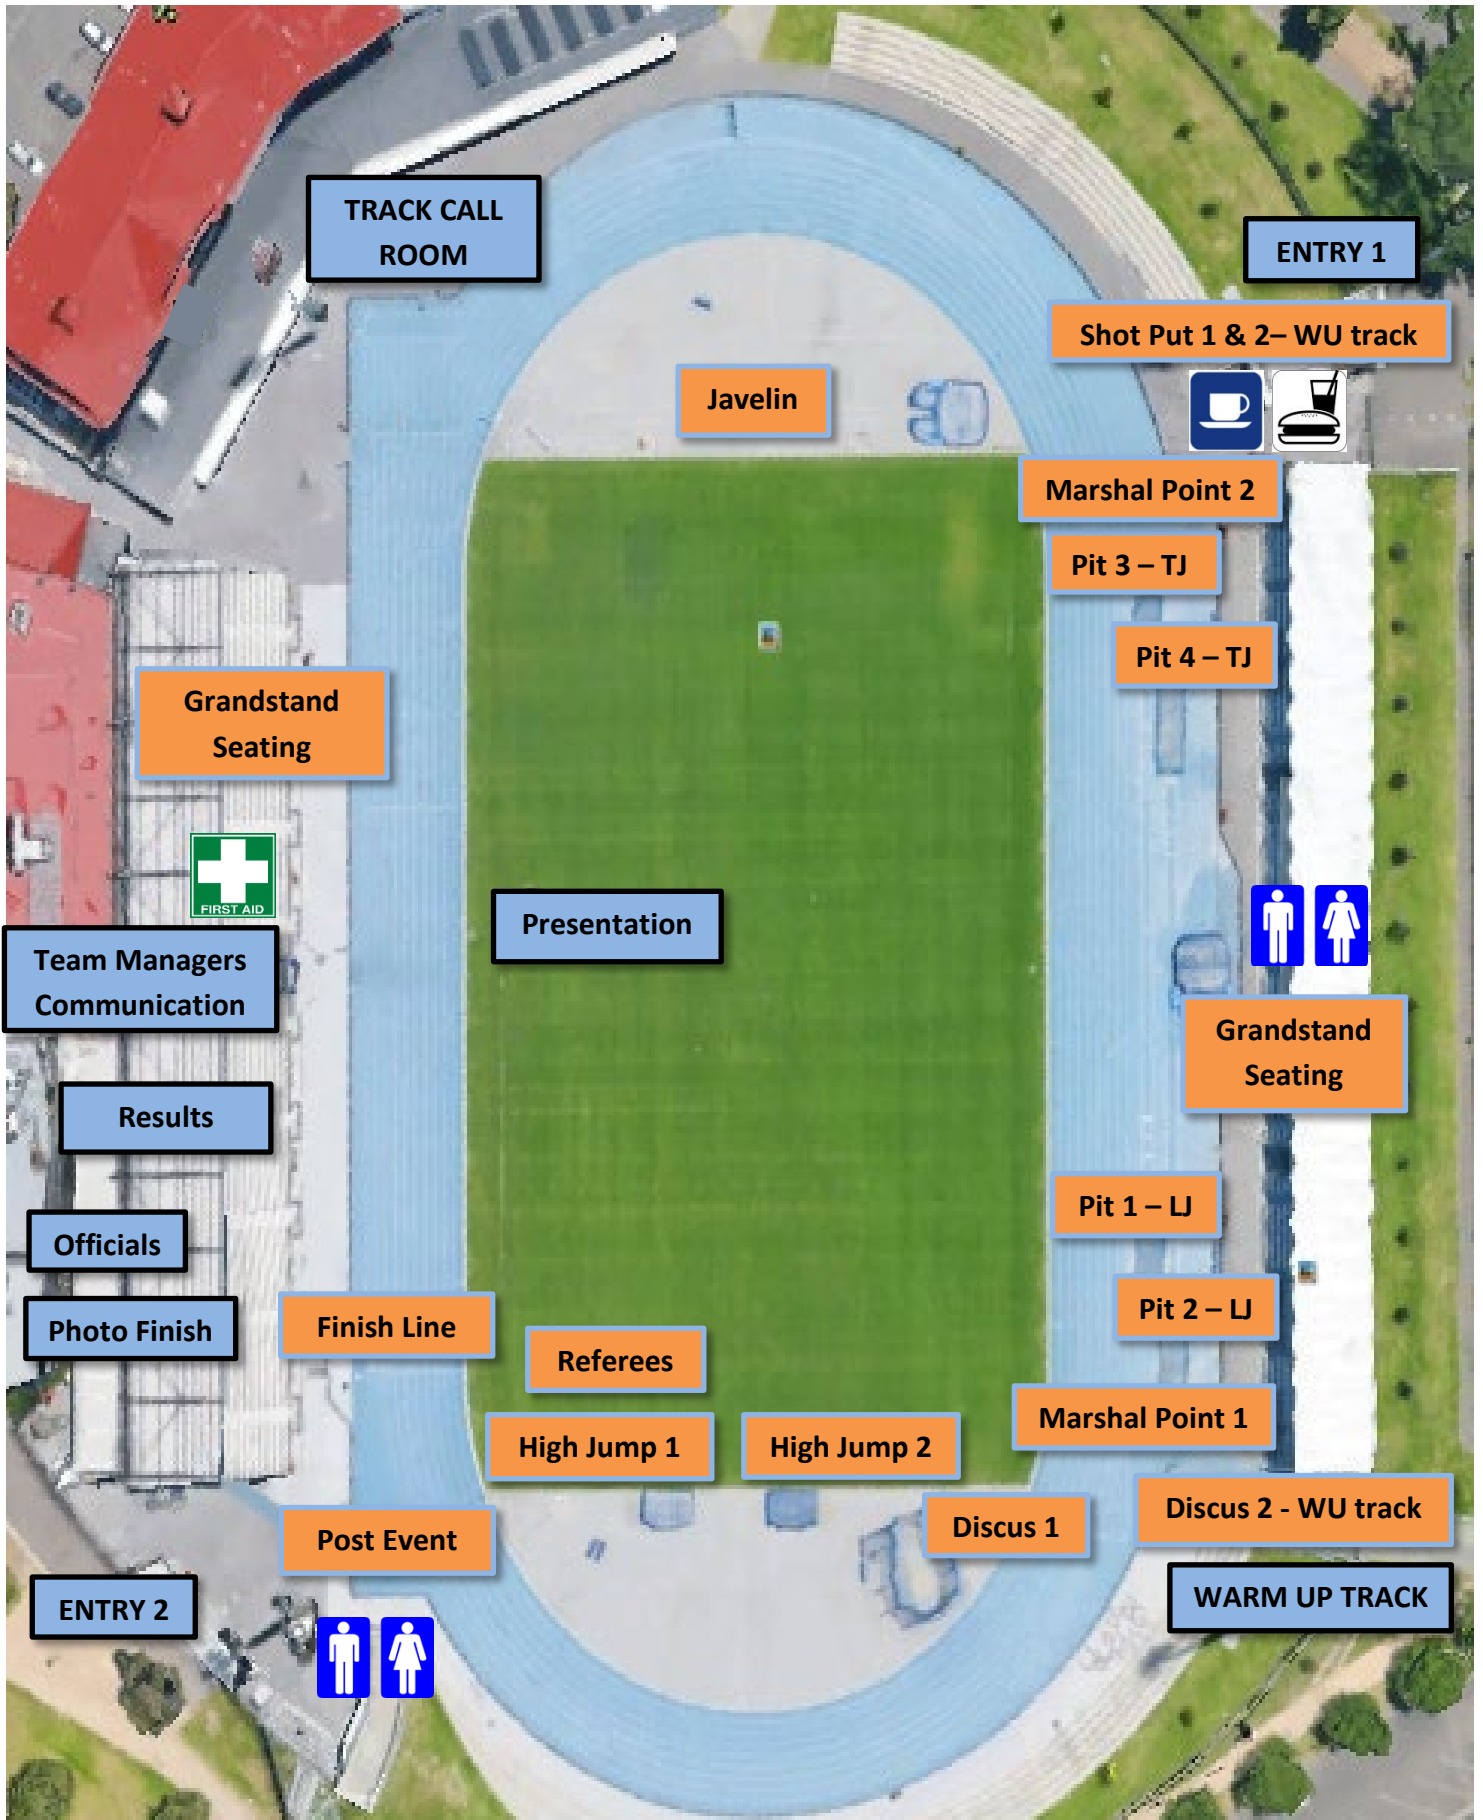 TRACK CALL
ROOM
ENTRY 1
Shot Put 1 & 2– WU track
Javelin
Marshal Point 2
Pit 3 – TJ
Pit 4 – TJ
Grandstand
Seating
FIRST AID
Presentation
Team Managers
Communication
Grandstand
Seating
Results
Pit 1 – LJ
Officials
Pit 2 – LJ
Photo Finish
Finish Line
Referees
Marshal Point 1
High Jump 1
High Jump 2
Discus 2 - WU track
Discus 1
Post Event
WARM UP TRACK
ENTRY 2